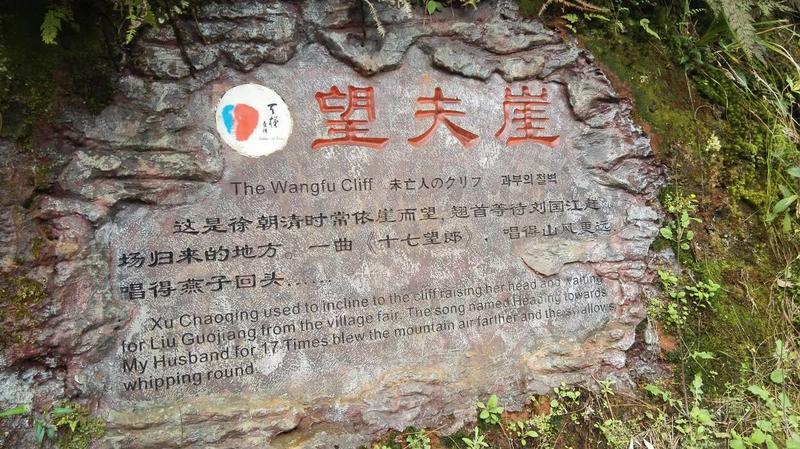 望夫崖
The Wangfu Cliff 未亡人のクリフ 과부의 절벽
这是徐朝清时常依崖而望，翘首等待刘国江赶
场归来的地方。一曲《十七望郎》，唱得山风更远，
唱得燕子回头……
Xu Chaoqing used to incline to the cliff raising her head and waiting
for Liu Guojiang from the village fair. The song named Heading towards
My Husband for 17 Times blew the mountain air farther and the swallows
whipping round.